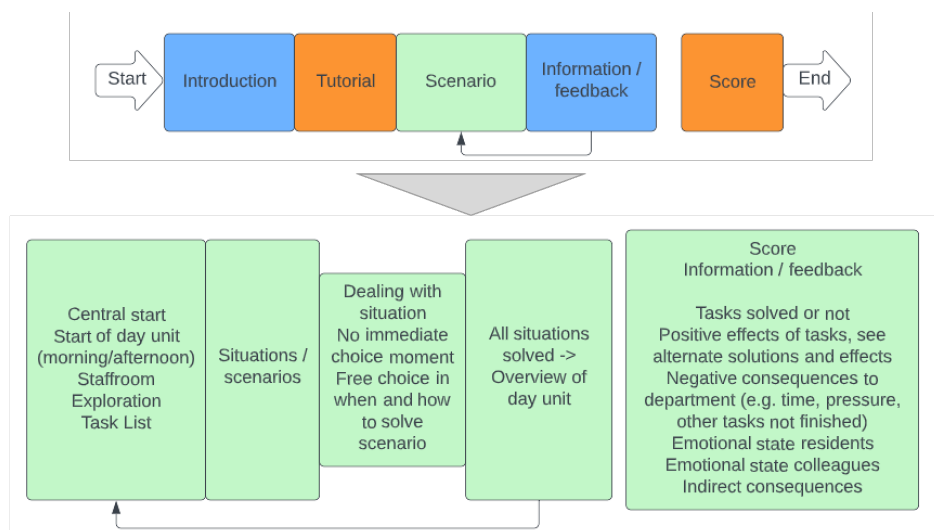 Start
Introduction
Tutorial
Scenario
Information /
feedback
Score
End
Central start
Start of day unit
(morning/afternoon)
Staffroom
Exploration
Task List
Situations /
scenarios
Dealing with
situation
No immediate
choice moment
Free choice in
when and how
to solve
scenario
All situations
solved ->
Overview of
day unit
Score
Information / feedback
Tasks solved or not
Positive effects of tasks, see
alternate solutions and effects
Negative consequences to
department (e.g. time, pressure,
other tasks not finished)
Emotional state residents
Emotional state colleagues
Indirect consequences